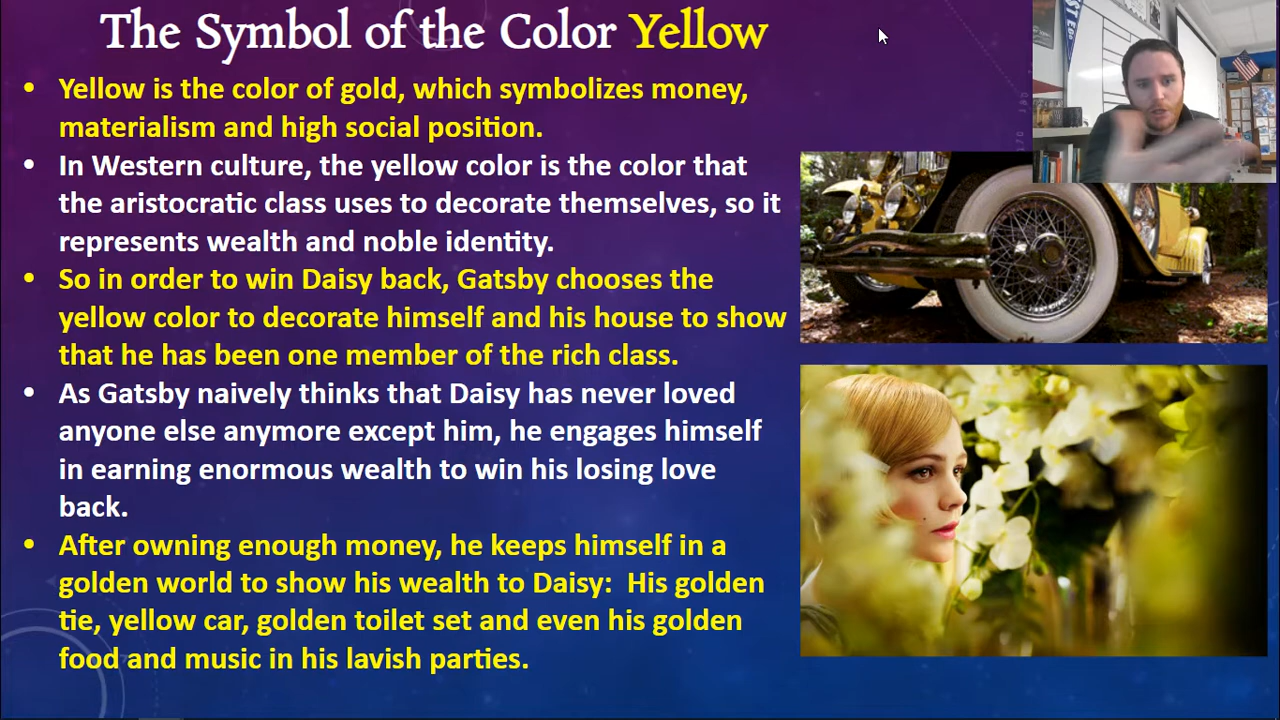 The Symbol of the Color Yellow
• Yellow is the color of gold, which symbolizes money,
materialism and high social position.
• In Western culture, the yellow color is the color that
the aristocratic class uses to decorate themselves, so it
represents wealth and noble identity.
• So in order to win Daisy back, Gatsby chooses the
yellow color to decorate himself and his house to show
that he has been one member of the rich class.
• As Gatsby naively thinks that Daisy has never loved
anyone else anymore except him, he engages himself
in earning enormous wealth to win his losing love
back.
• After owning enough money, he keeps himself in a
golden world to show his wealth to Daisy:  His golden
tie, yellow car, golden toilet set and even his golden
food and music in his lavish parties.